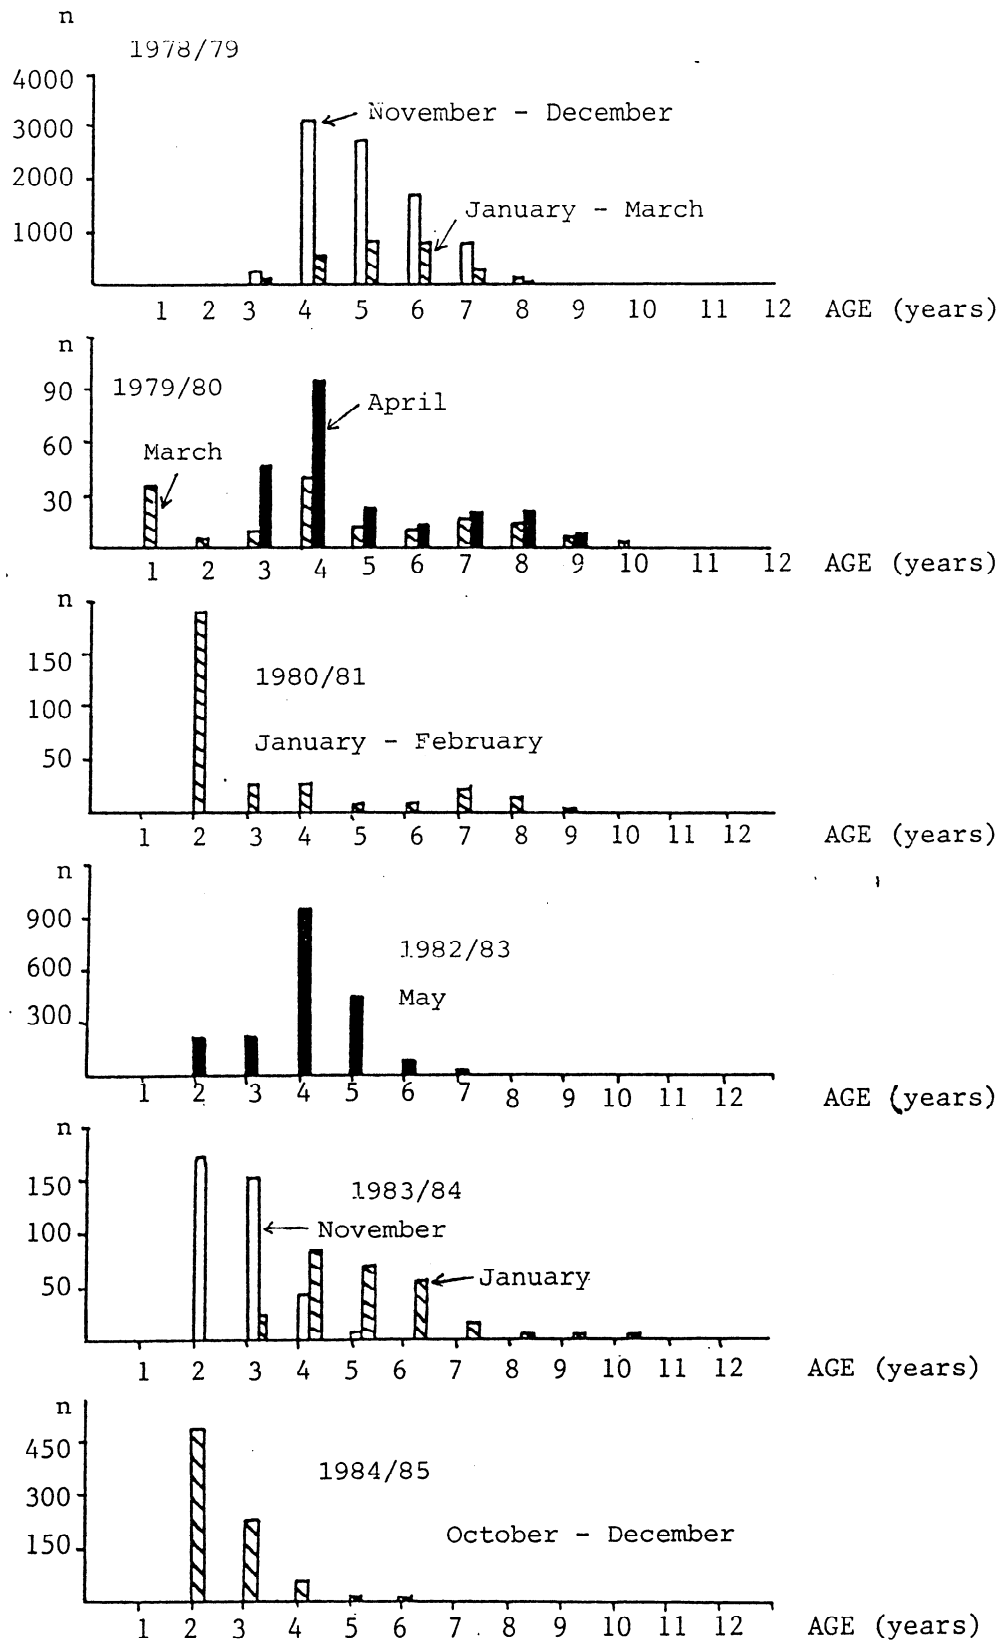 n
1978/79
4000
November - December
3000
2000
January - March
1000
1 2 3 4 5 6 7 8 9 10 11 12 AGE (years)
n
1979/80
90
April
60
March
30
1 2 3 4 5 6 7 8 9 10 11 12 AGE (years)
n
150
1980/81
100
January - February
50
1 2 3 4 5 6 7 8 9 10 11 12 AGE (years)
n
900
1982/83
600
May
300
1 2 3 4 5 6 7 8 9 10 11 12 AGE (years)
n
150
1983/84
100
November
January
50
1 2 3 4 5 6 7 8 9 10 11 12 AGE (years)
n
450
1984/85
300
October - December
150
1 2 3 4 5 6 7 8 9 10 11 12 AGE (years)